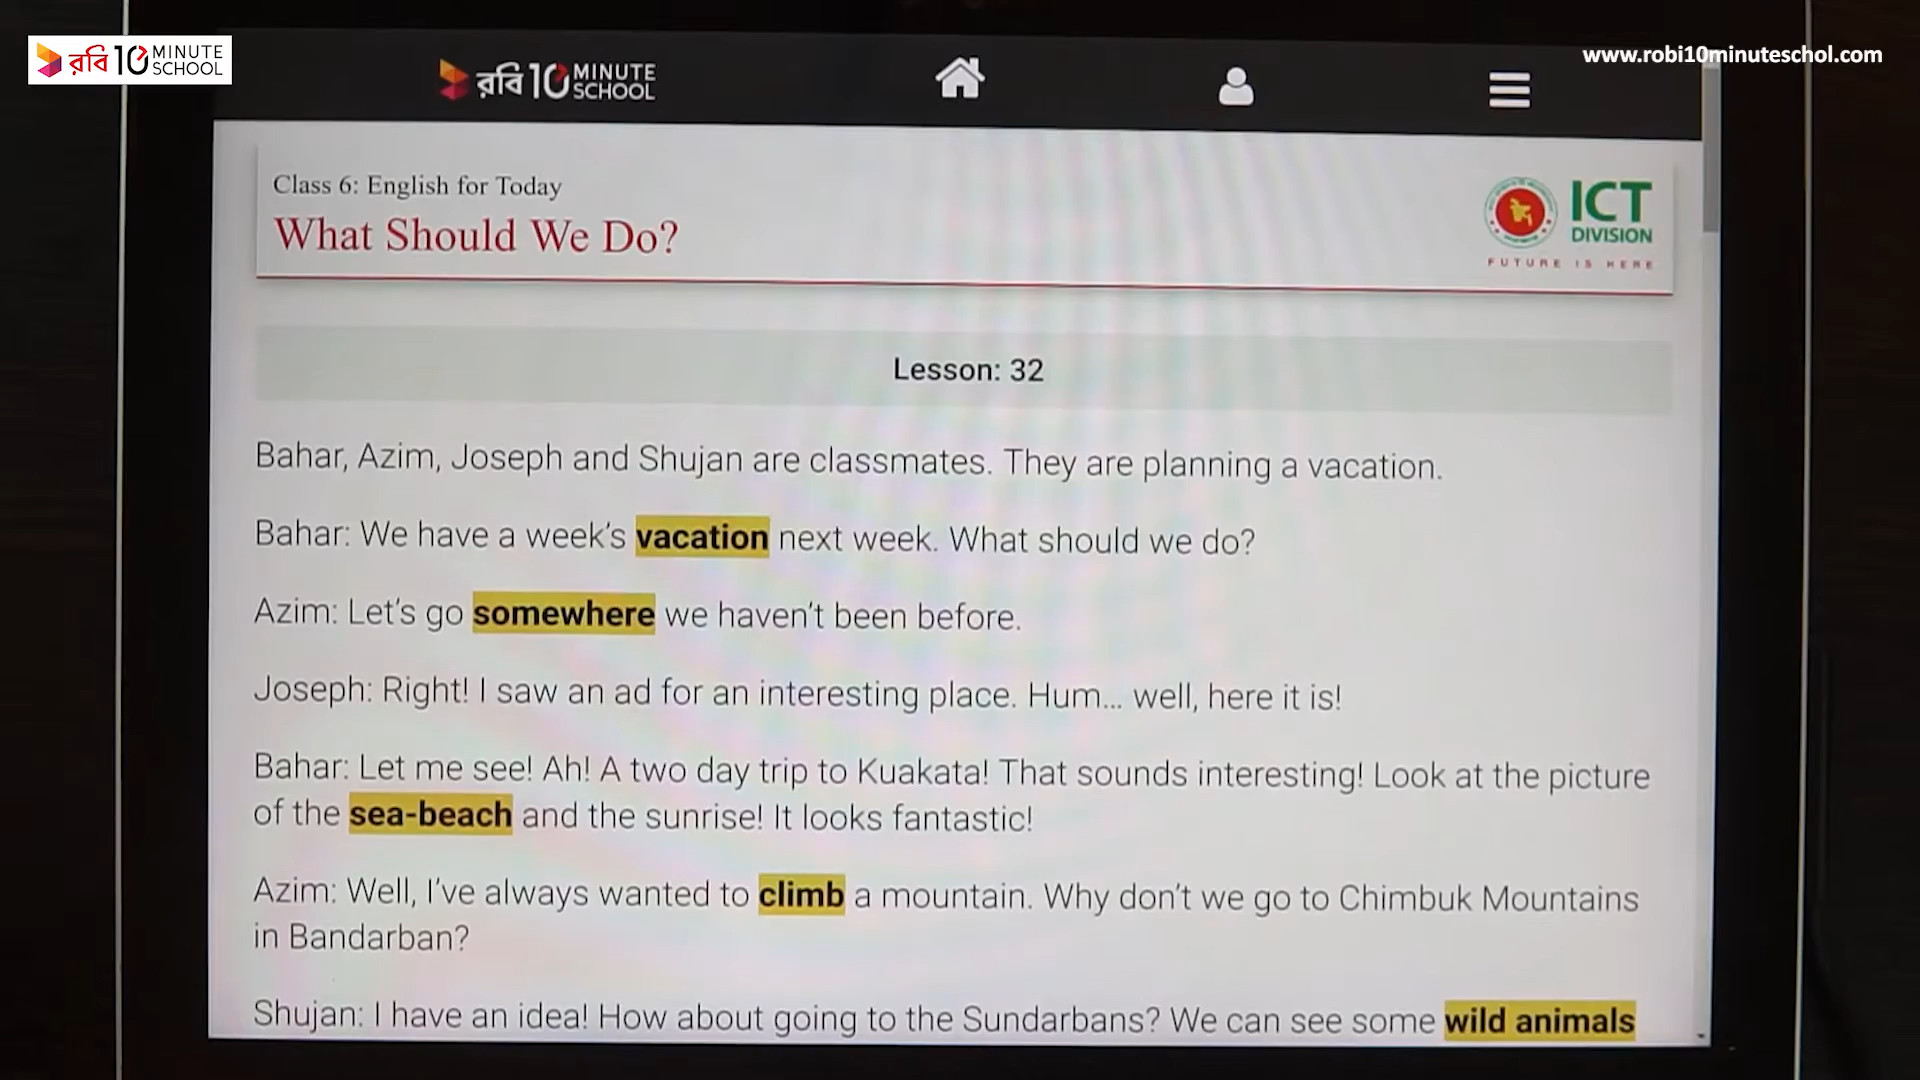 রবি 10 MINUTE SCHOOL
www.robi10minuteschol.com
রবি 10 MINUTE SCHOOL
Class 6: English for Today
What Should We Do?
ICT
DIVISION
FUTURE IS HERE
Lesson: 32
Bahar, Azim, Joseph and Shujan are classmates. They are planning a vacation.
Bahar: We have a week's vacation next week. What should we do?
Azim: Let's go somewhere we haven't been before.
Joseph: Right! I saw an ad for an interesting place. Hum... well, here it is!
Bahar: Let me see! Ah! A two day trip to Kuakata! That sounds interesting! Look at the picture
of the sea-beach and the sunrise! It looks fantastic!
Azim: Well, I've always wanted to climb a mountain. Why don't we go to Chimbuk Mountains
in Bandarban?
Shujan: I have an idea! How about going to the Sundarbans? We can see some wild animals